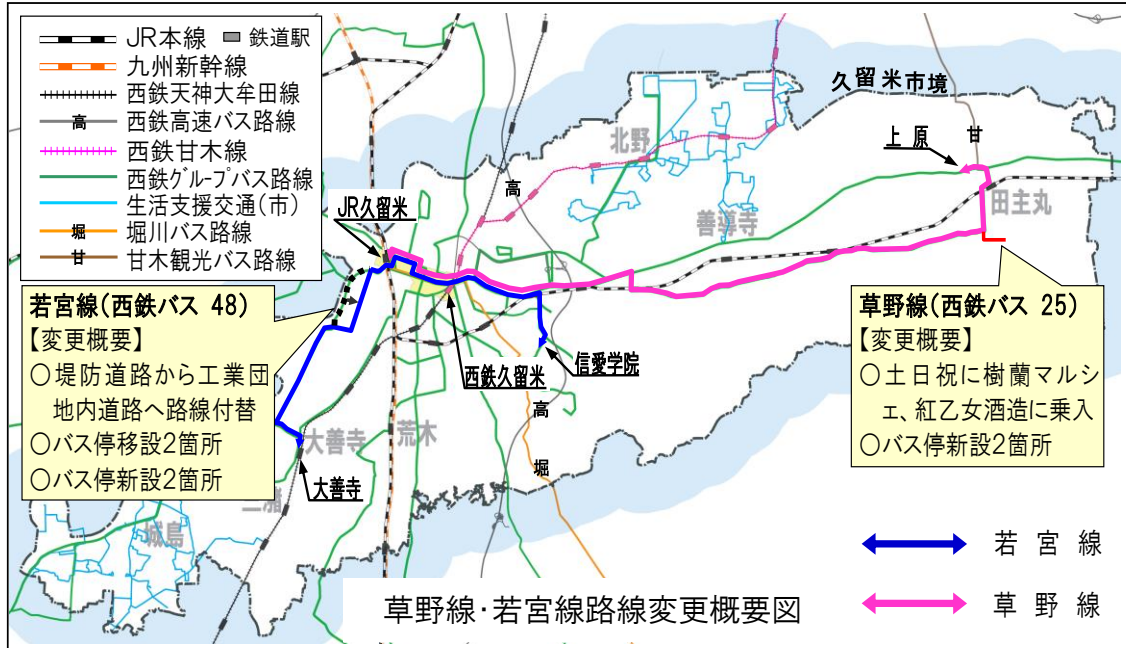 JR本線 鉄道駅
九州新幹線
西鉄天神大牟田線
高 西鉄高速バス路線
西鉄甘木線
西鉄グループバス路線
生活支援交通(市)
堀 堀川バス路線
甘 甘木観光バス路線
久留米市境
上原
甘
北野
高
田主丸
善導寺
JR久留米
若宮線(西鉄バス 48)
【変更概要】
○堤防道路から工業団
地内道路へ路線付替
○バス停移設2箇所
○バス停新設2箇所
草野線(西鉄バス 25)
【変更概要】
○土日祝に樹蘭マルシ
ェ、紅乙女酒造に乗入
○バス停新設2箇所
信愛学院
西鉄久留米
高
大善寺
荒木
堀
大善寺
城島
若宮線
草野線
草野線・若宮線路線変更概要図